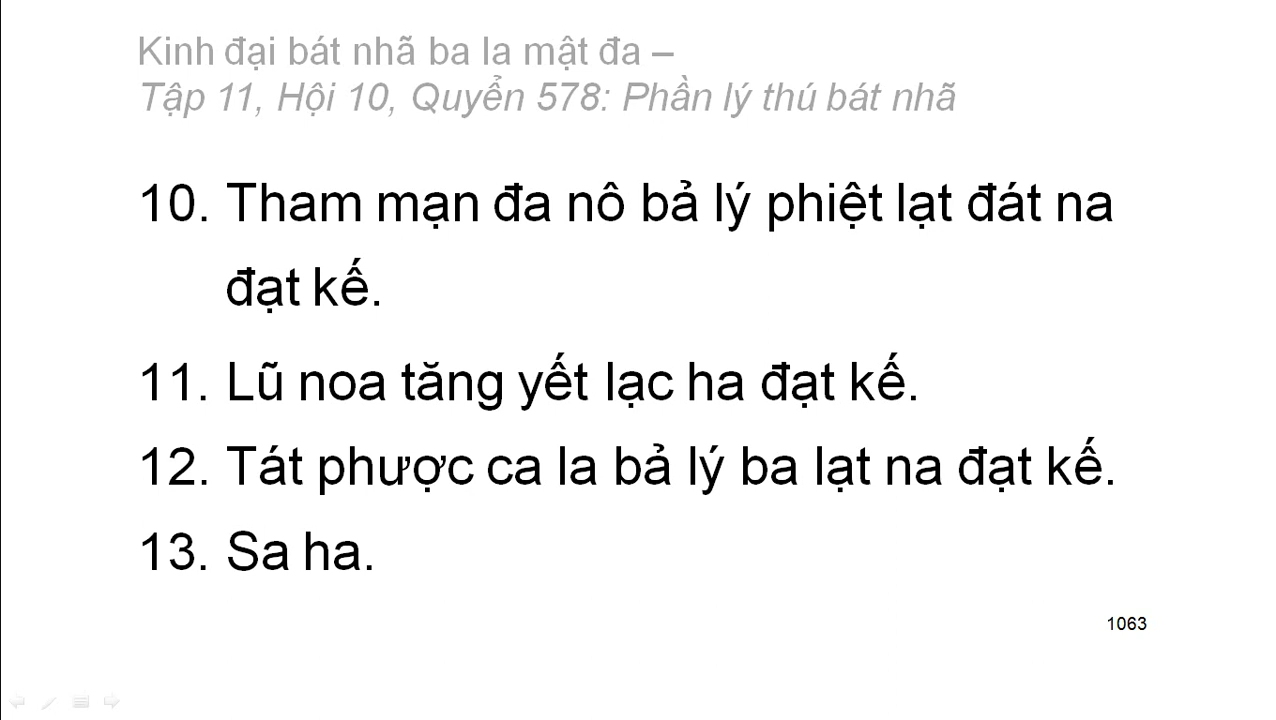 Kinh đại bát nhã ba la mật đa –
Tập 11, Hội 10, Quyển 578: Phần lý thú bát nhã
10. Tham mạn đa nô bả lý phiệt lạt đát na
đạt kế.
11. Lũ noa tăng yết lạc ha đạt kế.
12. Tát phược ca la bả lý ba lạt na đạt kế.
13. Sa ha.
1063